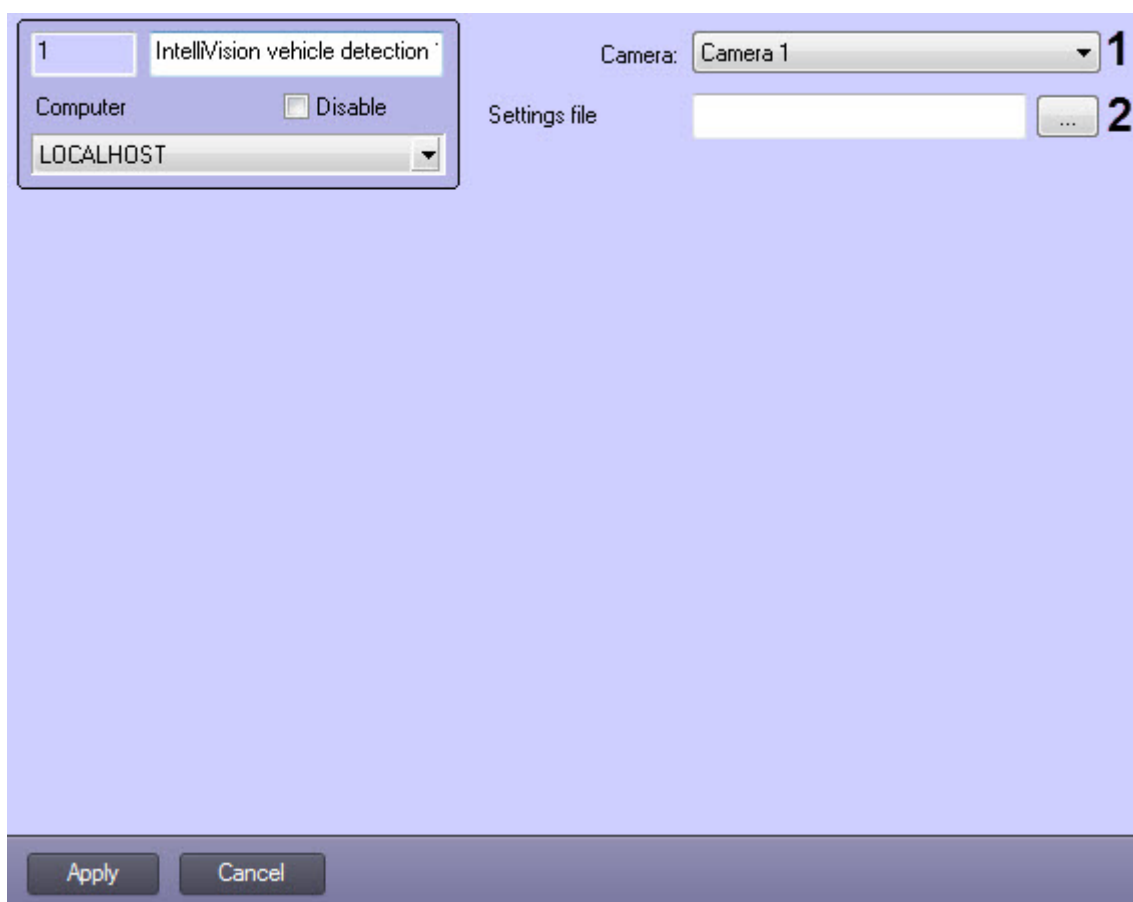 1 IntelliVision vehicle detection
Camera: Camera 1 1
Computer Disable
Settings file ... 2
LOCALHOST
Apply Cancel